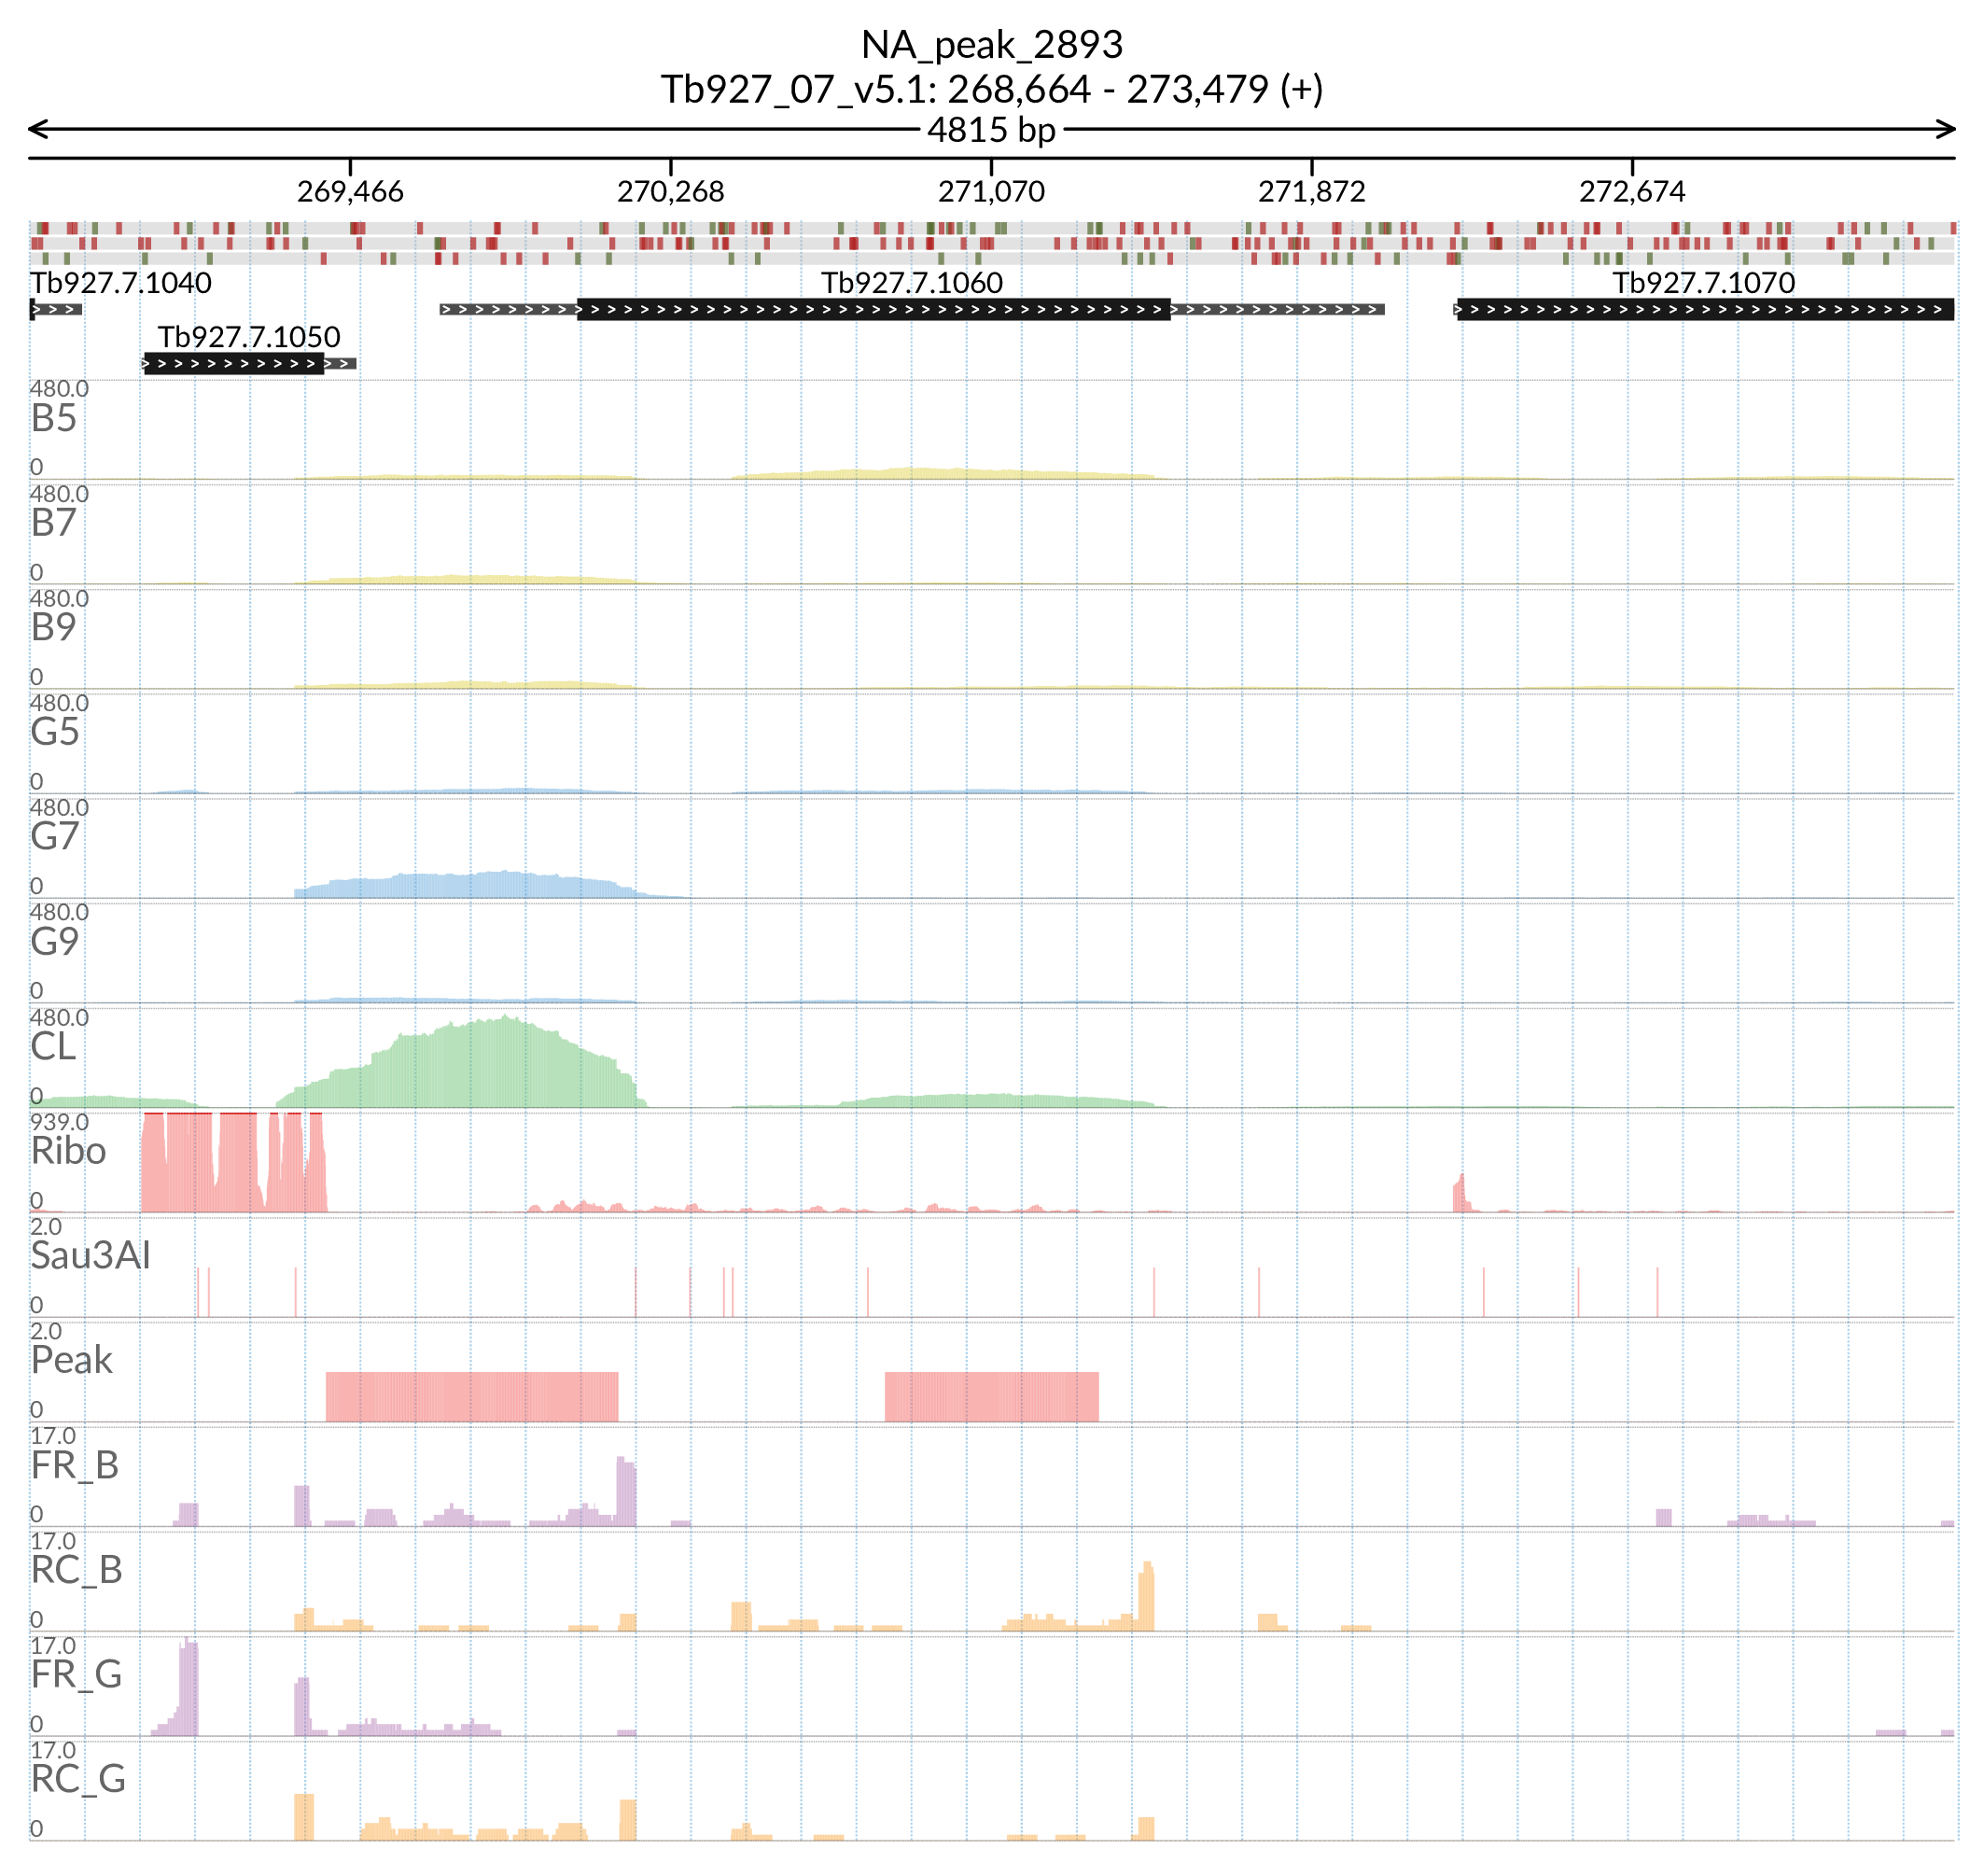 NA_peak_2893
Tb927_07_v5.1: 268,664 - 273,479 (+)
4815 bp
269,466 270,268 271,070 271,872 272,674
Tb927.7.1040 Tb927.7.1060 Tb927.7.1070
Tb927.7.1050
480.0
B5
0
480.0
B7
0
480.0
B9
0
480.0
G5
0
480.0
G7
0
480.0
G9
0
480.0
CL
0
939.0
Ribo
0
2.0
Sau3AI
0
2.0
Peak
0
17.0
FR_B
0
17.0
RC_B
0
17.0
FR_G
0
17.0
RC_G
0